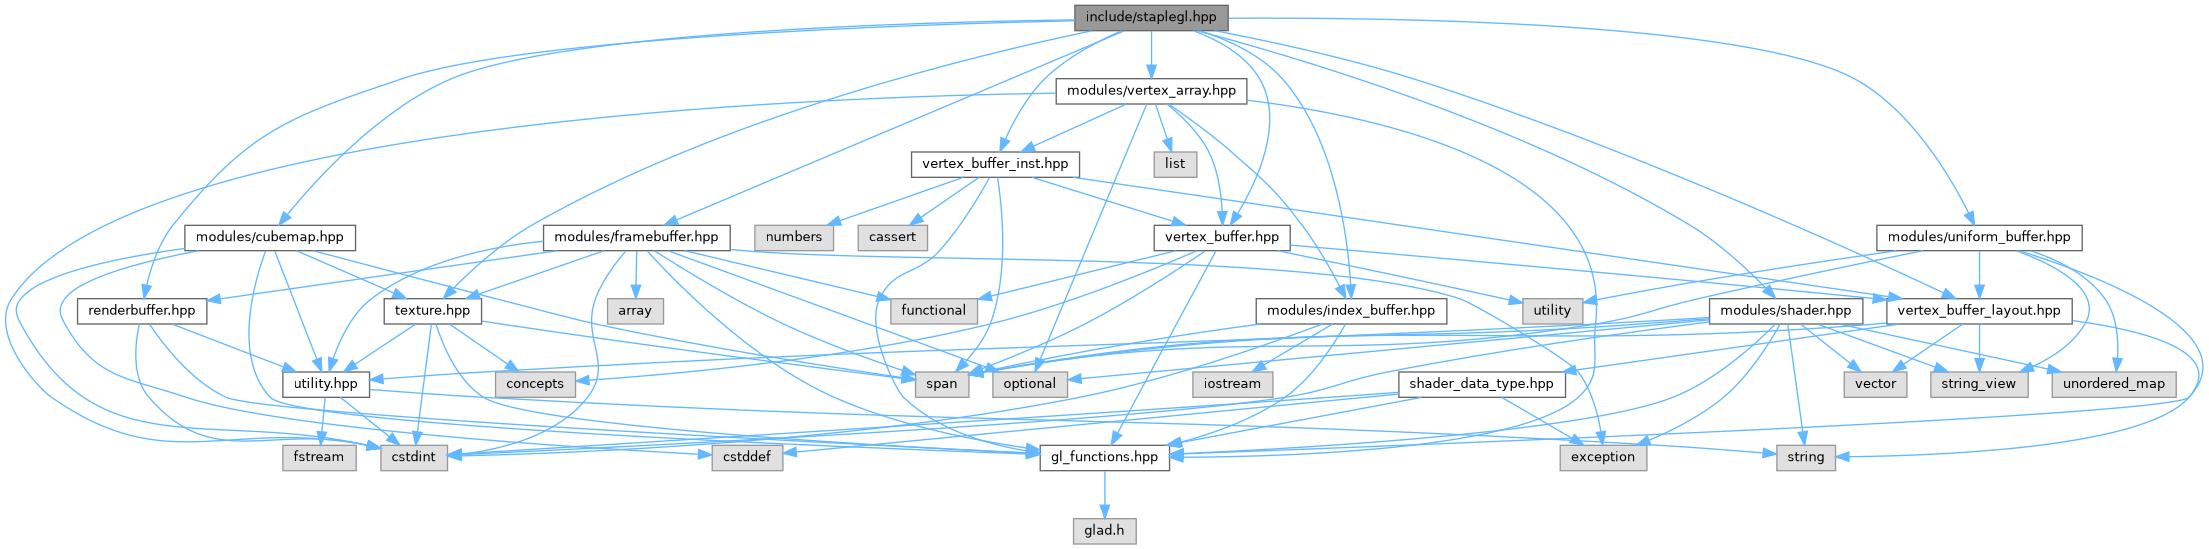 include/staplegl.hpp
modules/vertex_array.hpp
vertex_buffer_inst.hpp
list
modules/cubemap.hpp
modules/framebuffer.hpp
numbers
cassert
vertex_buffer.hpp
modules/uniform_buffer.hpp
renderbuffer.hpp
texture.hpp
array
functional
modules/index_buffer.hpp
utility
modules/shader.hpp
vertex_buffer_layout.hpp
utility.hpp
concepts
span
optional
iostream
shader_data_type.hpp
vector
string_view
unordered_map
fstream
cstdint
cstddef
gl_functions.hpp
exception
string
glad.h